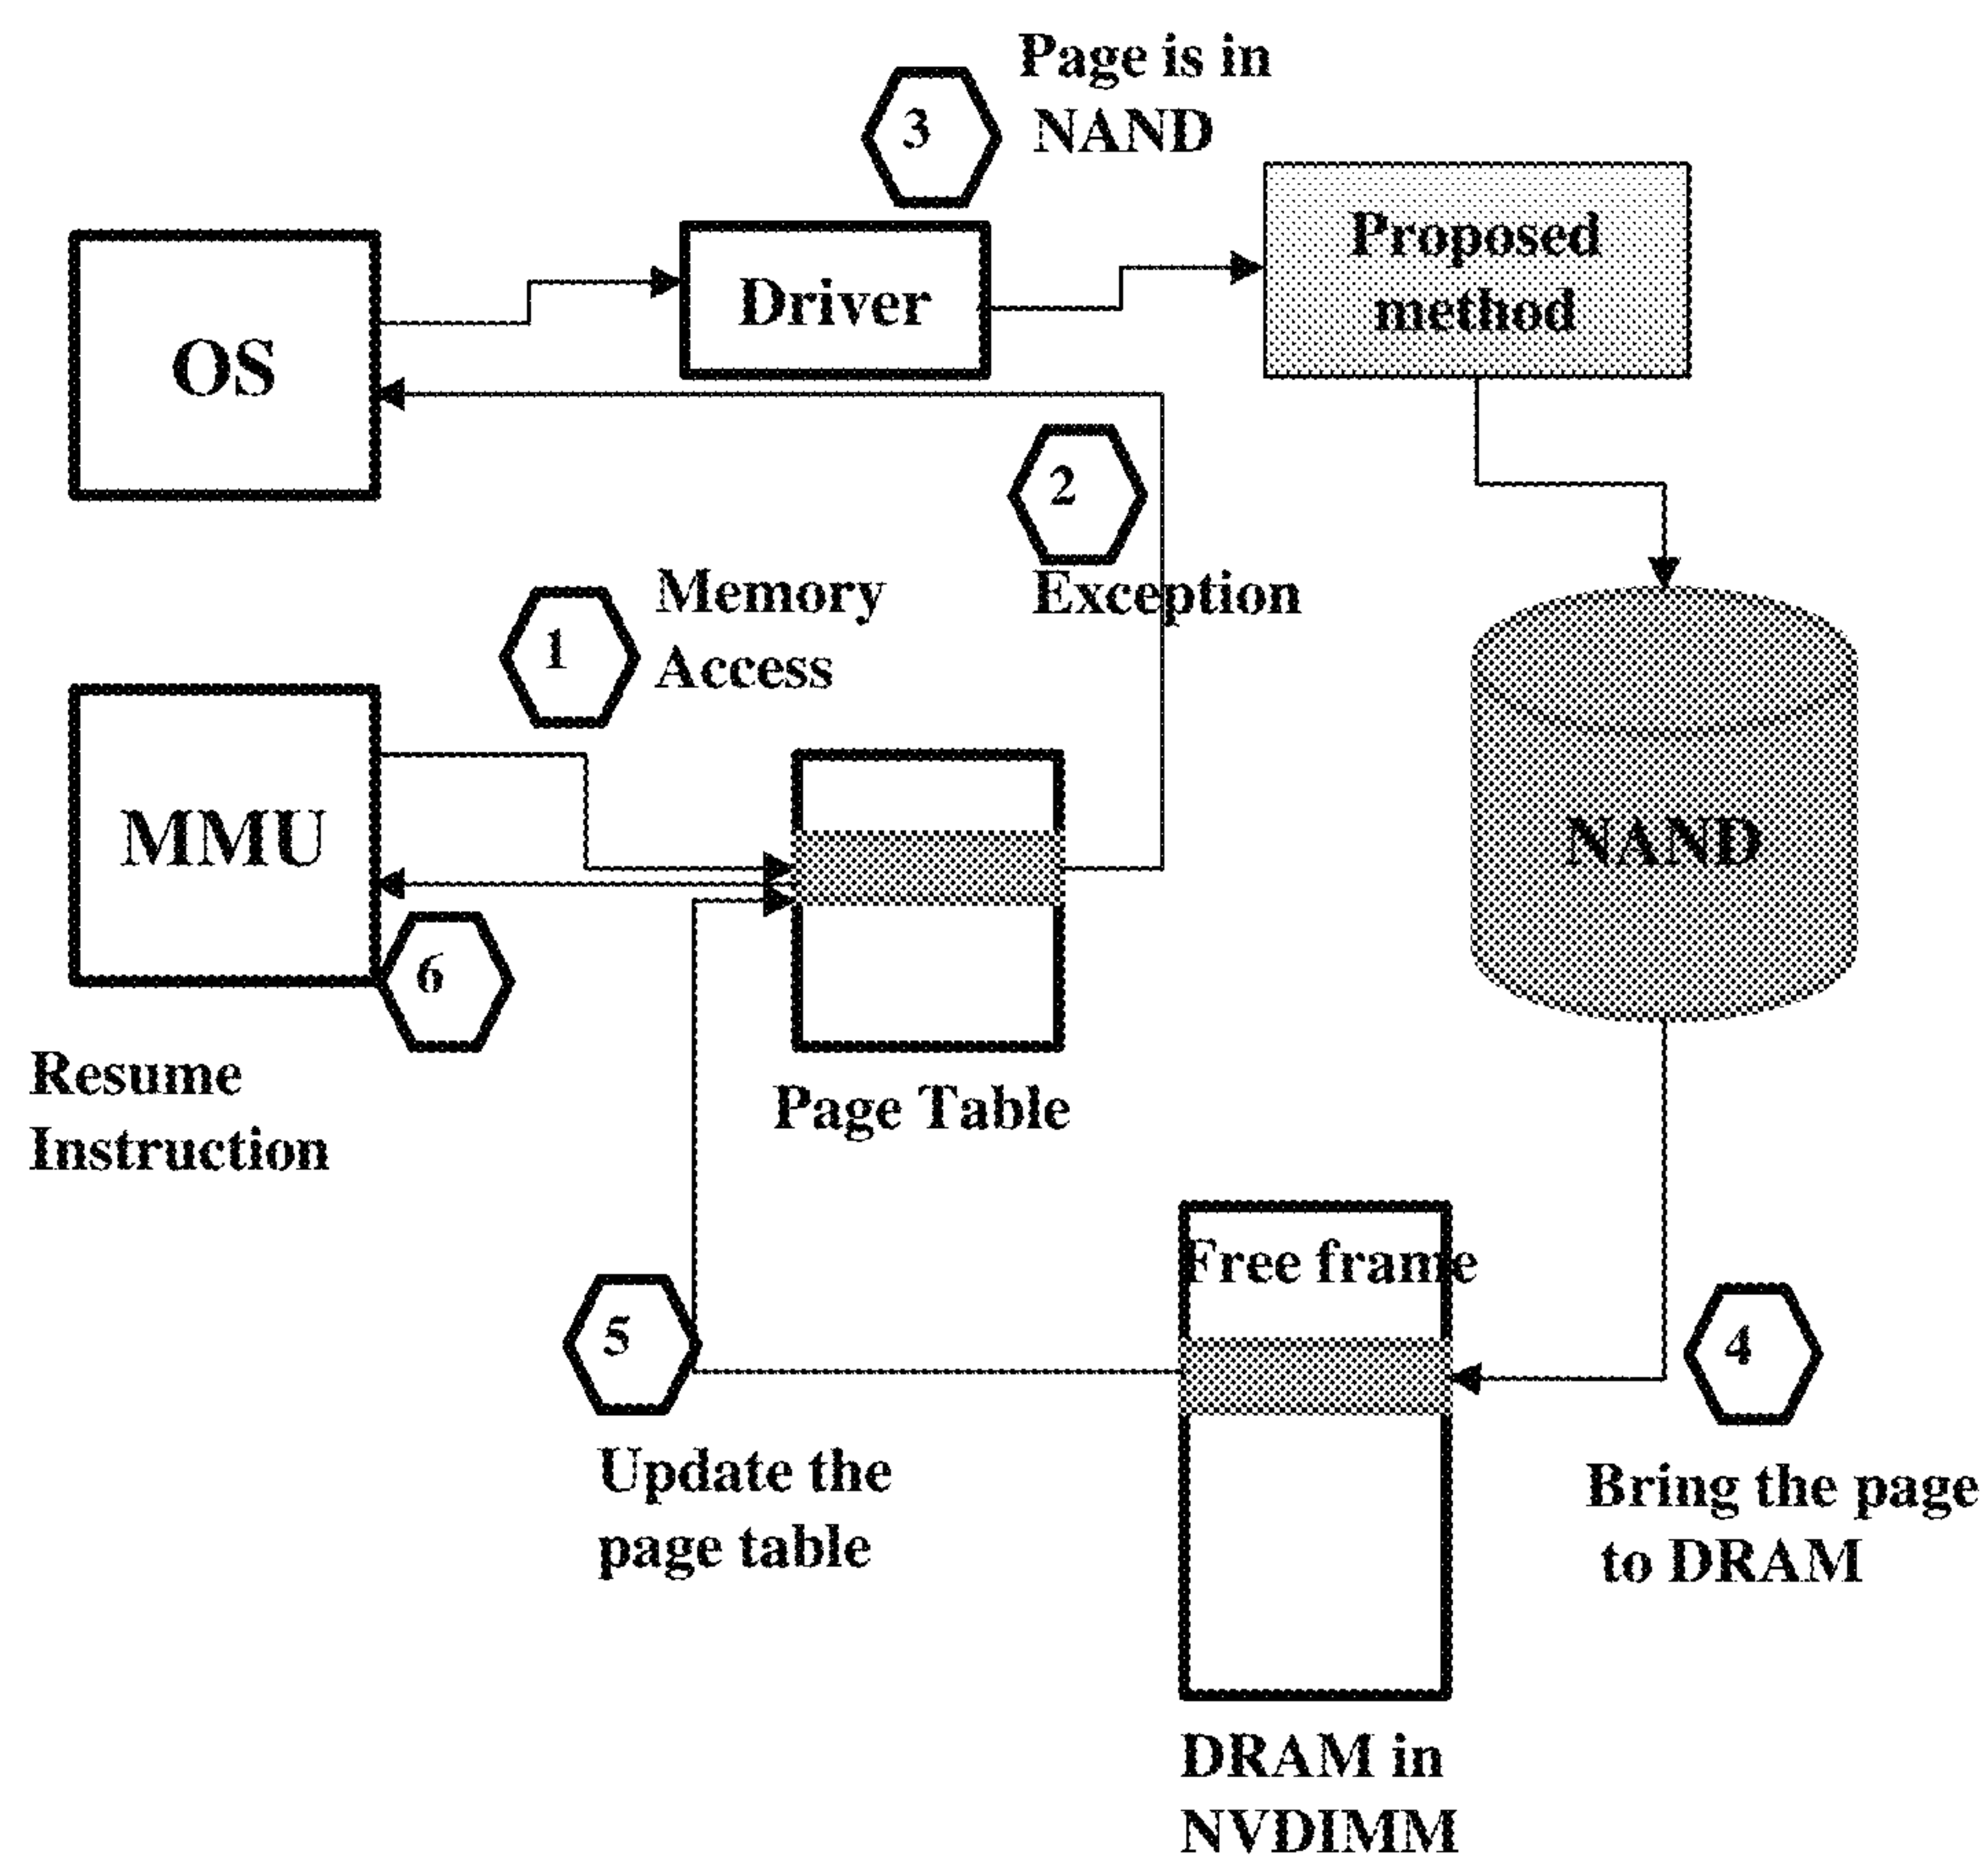 3
Page is in
NAND
Proposed
method
OS
Driver
2
Exception
1
Memory
Access
MMU
6
Resume
Instruction
Page Table
NAND
Free frame
4
Bring the page
to DRAM
5
Update the
page table
DRAM in
NVDIMM